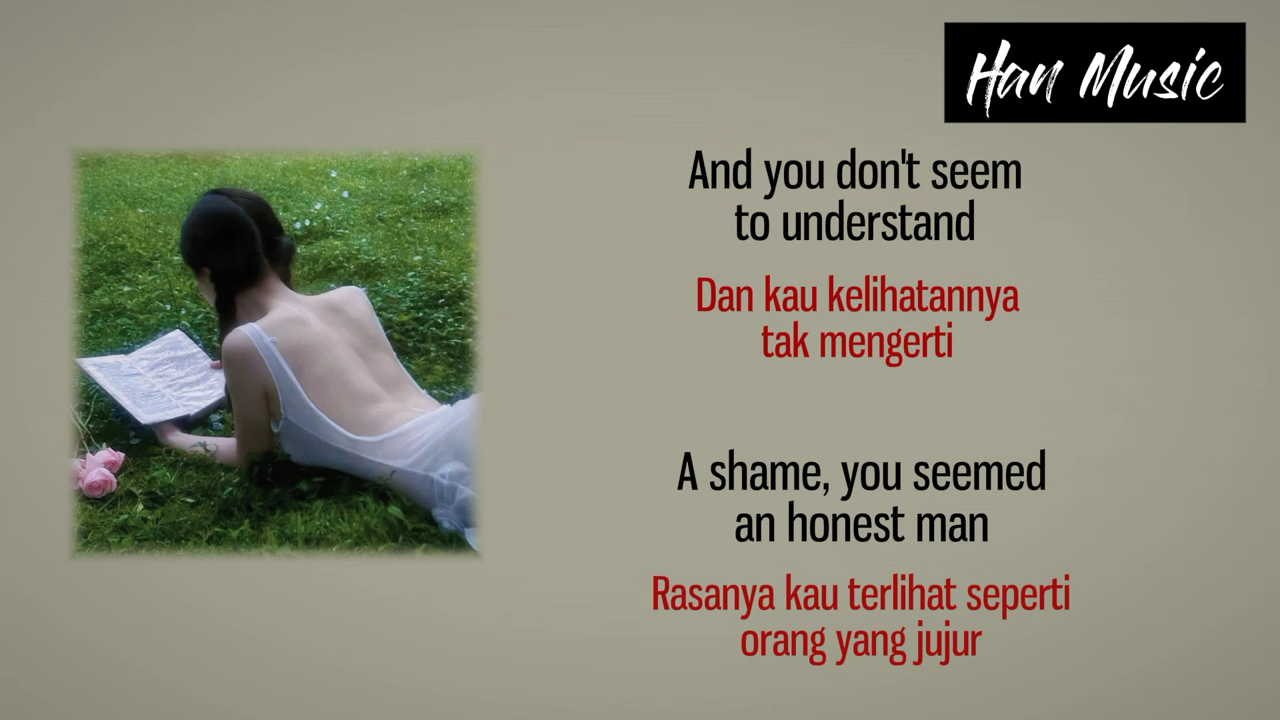 Han Music
And you don't seem
to understand
Dan kau kelihatannya
tak mengerti
A shame, you seemed
an honest man
Rasanya kau terlihat seperti
orang yang jujur